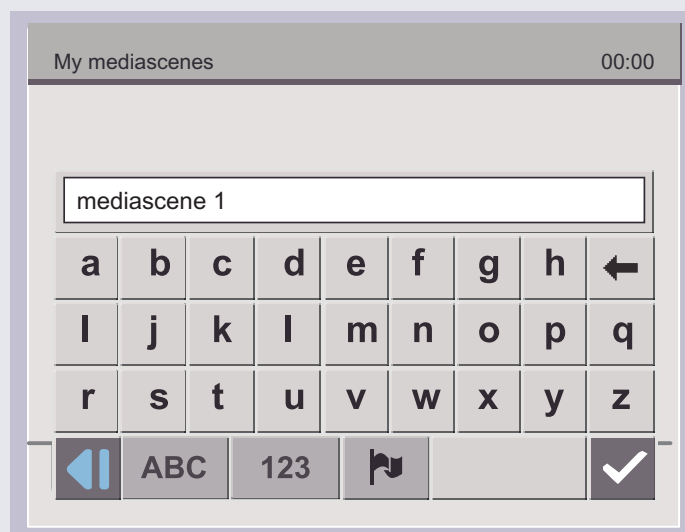 My mediascenes 00:00
mediascene 1
a b c d e f g h
l j k l m n o p q
r s t u v w x y z
ABC 123